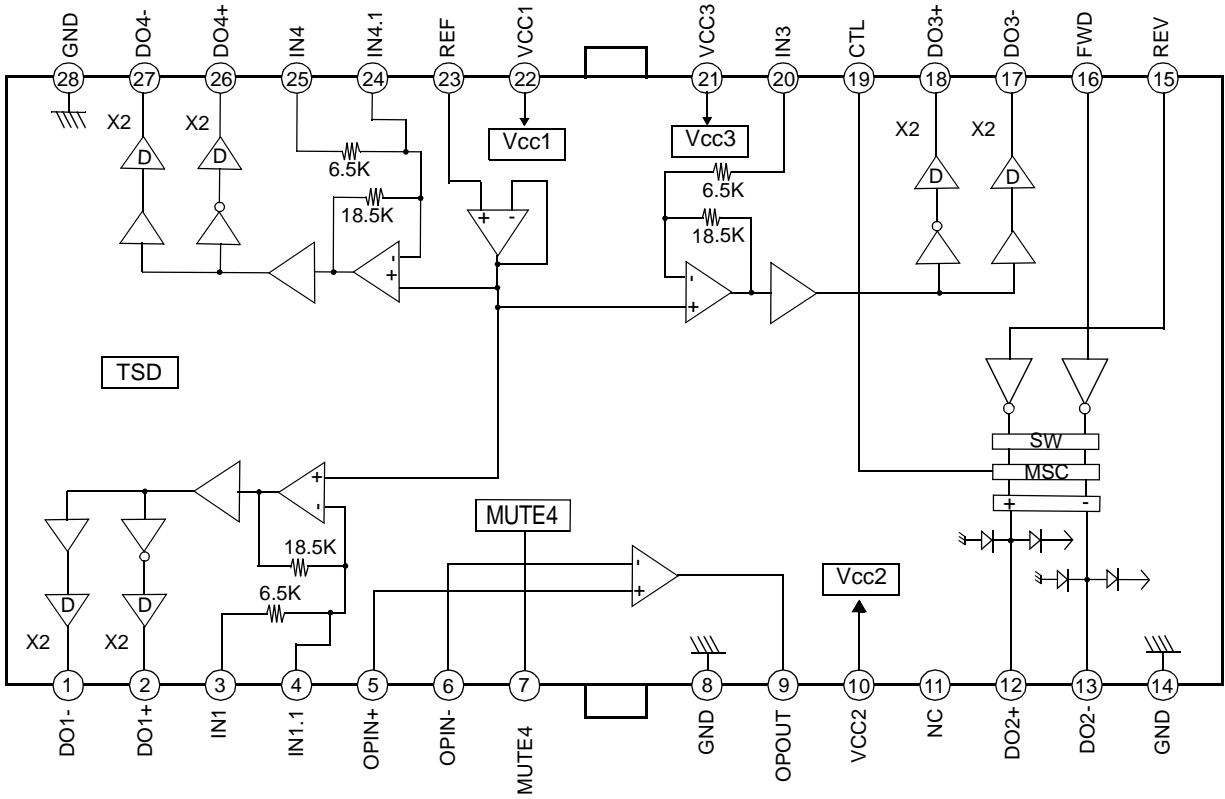 GND DO4- DO4+ IN4 IN4.1 REF VCC1 VCC3 IN3 CTL DO3+ DO3- FWD REV
28 27 26 25 24 23 22 21 20 19 18 17 16 15
X2 X2 Vcc1 Vcc3 X2 X2
D D 6.5K 6.5K D D
18.5K + - 18.5K
- +
- +
TSD
SW
MSC
+ -
+ -
MUTE4
18.5K
- +
6.5K
Vcc2
D D
X2 X2
1 2 3 4 5 6 7 8 9 10 11 12 13 14
DO1- DO1+ IN1 IN1.1 OPIN+ OPIN- MUTE4 GND OPOUT VCC2 NC DO2+ DO2- GND